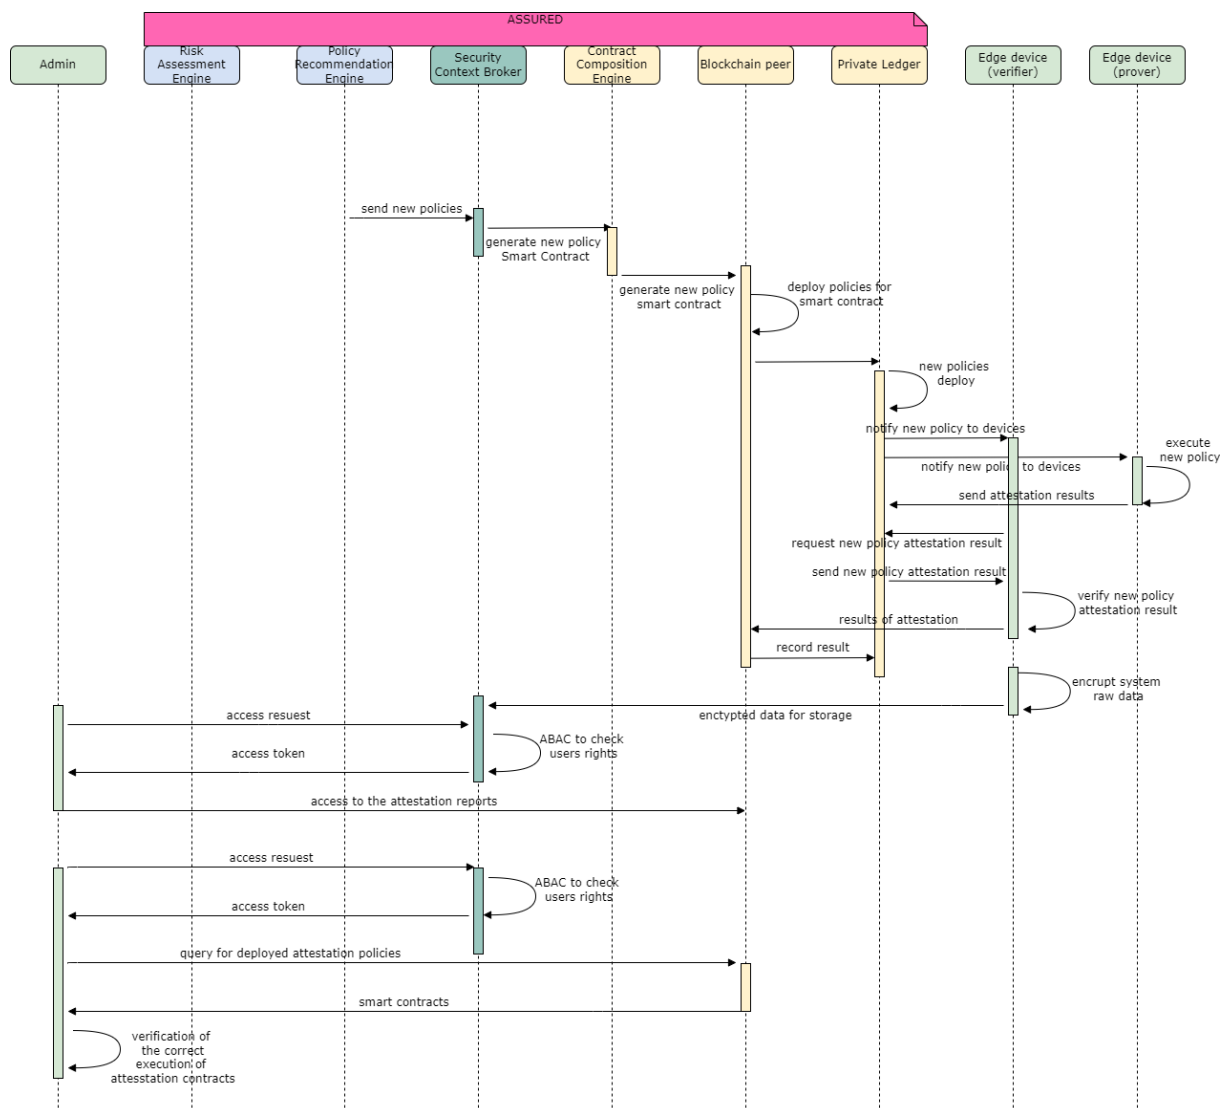 ASSURED
Admin
Risk
Assessment
Engine
Policy
Recommendation
Engine
Security
Context Broker
Contract
Composition
Engine
Blockchain peer
Private Ledger
Edge device
(verifier)
Edge device
(prover)
send new policies
generate new policy
Smart Contract
generate new policy
smart contract
deploy policies for
smart contract
new policies
deploy
notify new policy to devices
execute
new policy
notify new policy to devices
send attestation results
request new policy attestation result
send new policy attestation result
verify new policy
attestation result
results of attestation
record result
encrupt system
raw data
enctypted data for storage
access resuest
ABAC to check
users rights
access token
access to the attestation reports
access resuest
ABAC to check
users rights
access token
query for deployed attestation policies
smart contracts
verification of
the correct
execution of
attesstation contracts